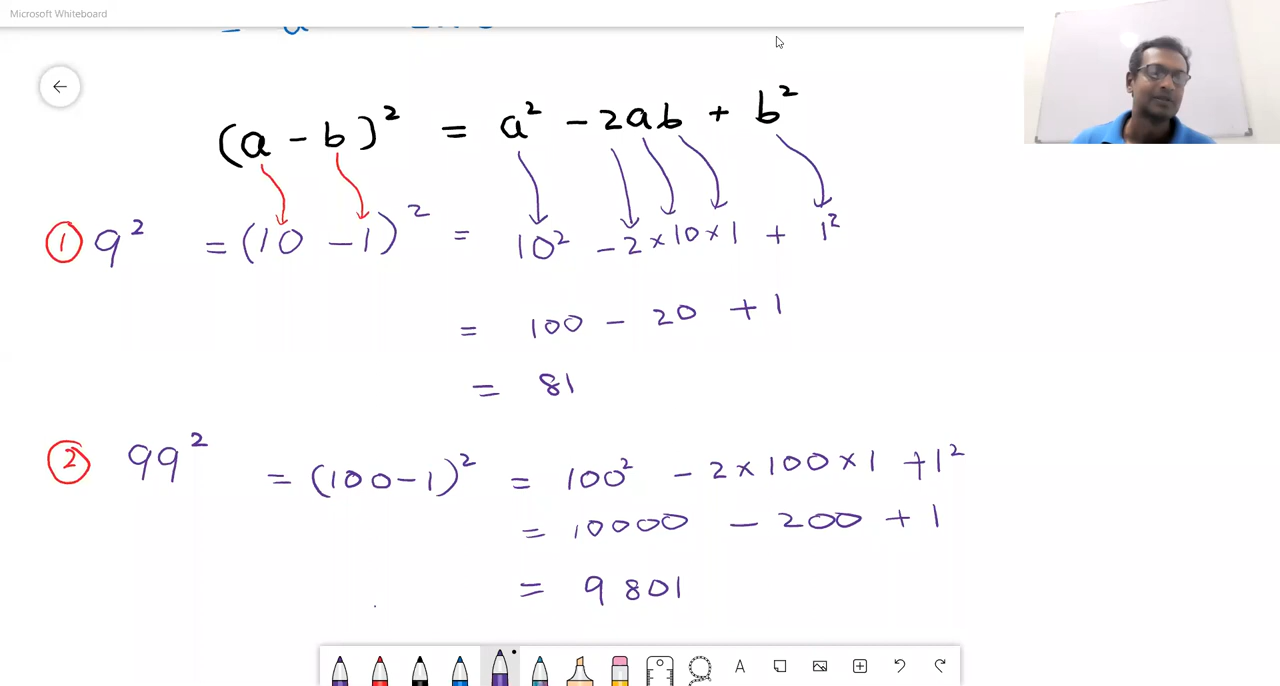 Microsoft Whiteboard
(a - b)² = a² - 2ab + b²
① 9² = (10 - 1)² = 10² - 2 × 10 × 1 + 1²
= 100 - 20 + 1
= 81
② 99² = (100 - 1)² = 100² - 2 × 100 × 1 + 1²
= 10000 - 200 + 1
= 9801